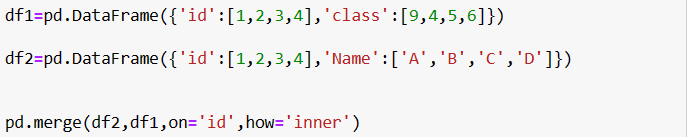 df1=pd.DataFrame({'id':[1,2,3,4],'class':[9,4,5,6]})
df2=pd.DataFrame({'id':[1,2,3,4],'Name':['A','B','C','D']})
pd.merge(df2,df1,on='id',how='inner')